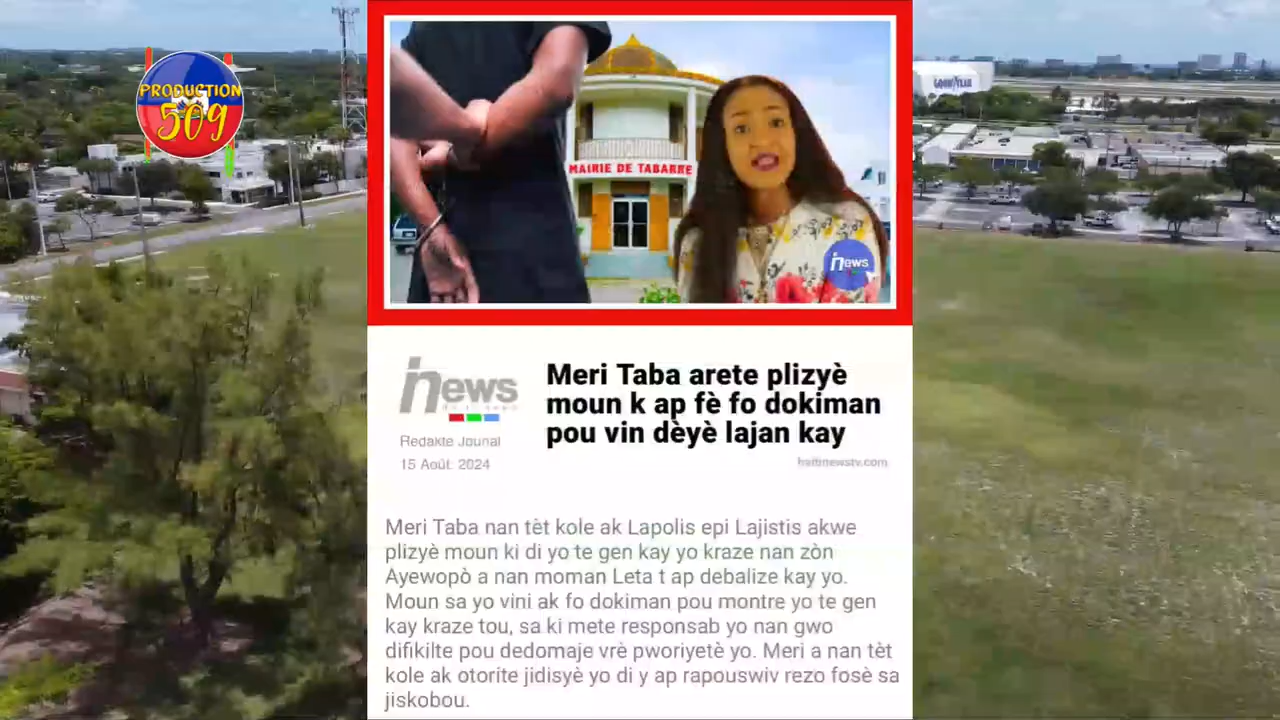 PRODUCTION
509
GOODYEAR
MAIRIE DE TABARRE
inews
inews
Meri Taba arete plizyè
moun k ap fè fo dokiman
pou vin dèyè lajan kay
Redakte Jounal
15 Août. 2024
haitinewstv.com
Meri Taba nan tèt kole ak Lapolis epi Lajistis akwe
plizyè moun ki di yo te gen kay yo kraze nan zòn
Ayewopò a nan moman Leta t ap debalize kay yo.
Moun sa yo vini ak fo dokiman pou montre yo te gen
kay kraze tou, sa ki mete responsab yo nan gwo
difikilte pou dedomaje vrè pworiyetè yo. Meri a nan tèt
kole ak otorite jidisyè yo di y ap rapouswiv rezo fosè sa
jiskobou.